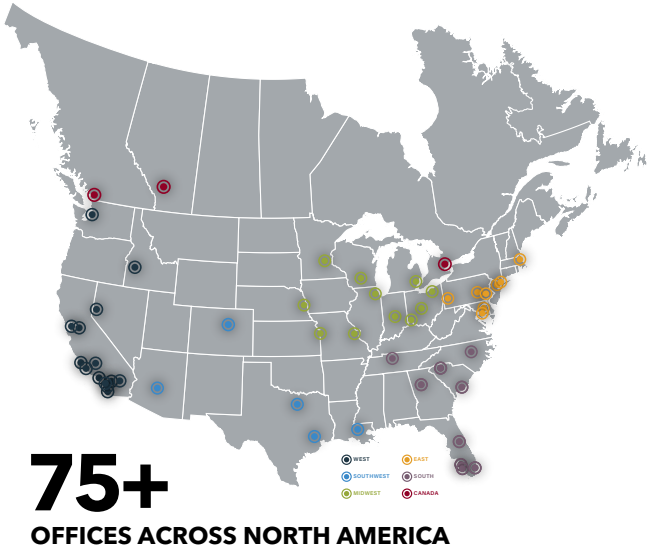 WEST
EAST
SOUTHWEST
SOUTH
MIDWEST
CANADA
75+
OFFICES ACROSS NORTH AMERICA